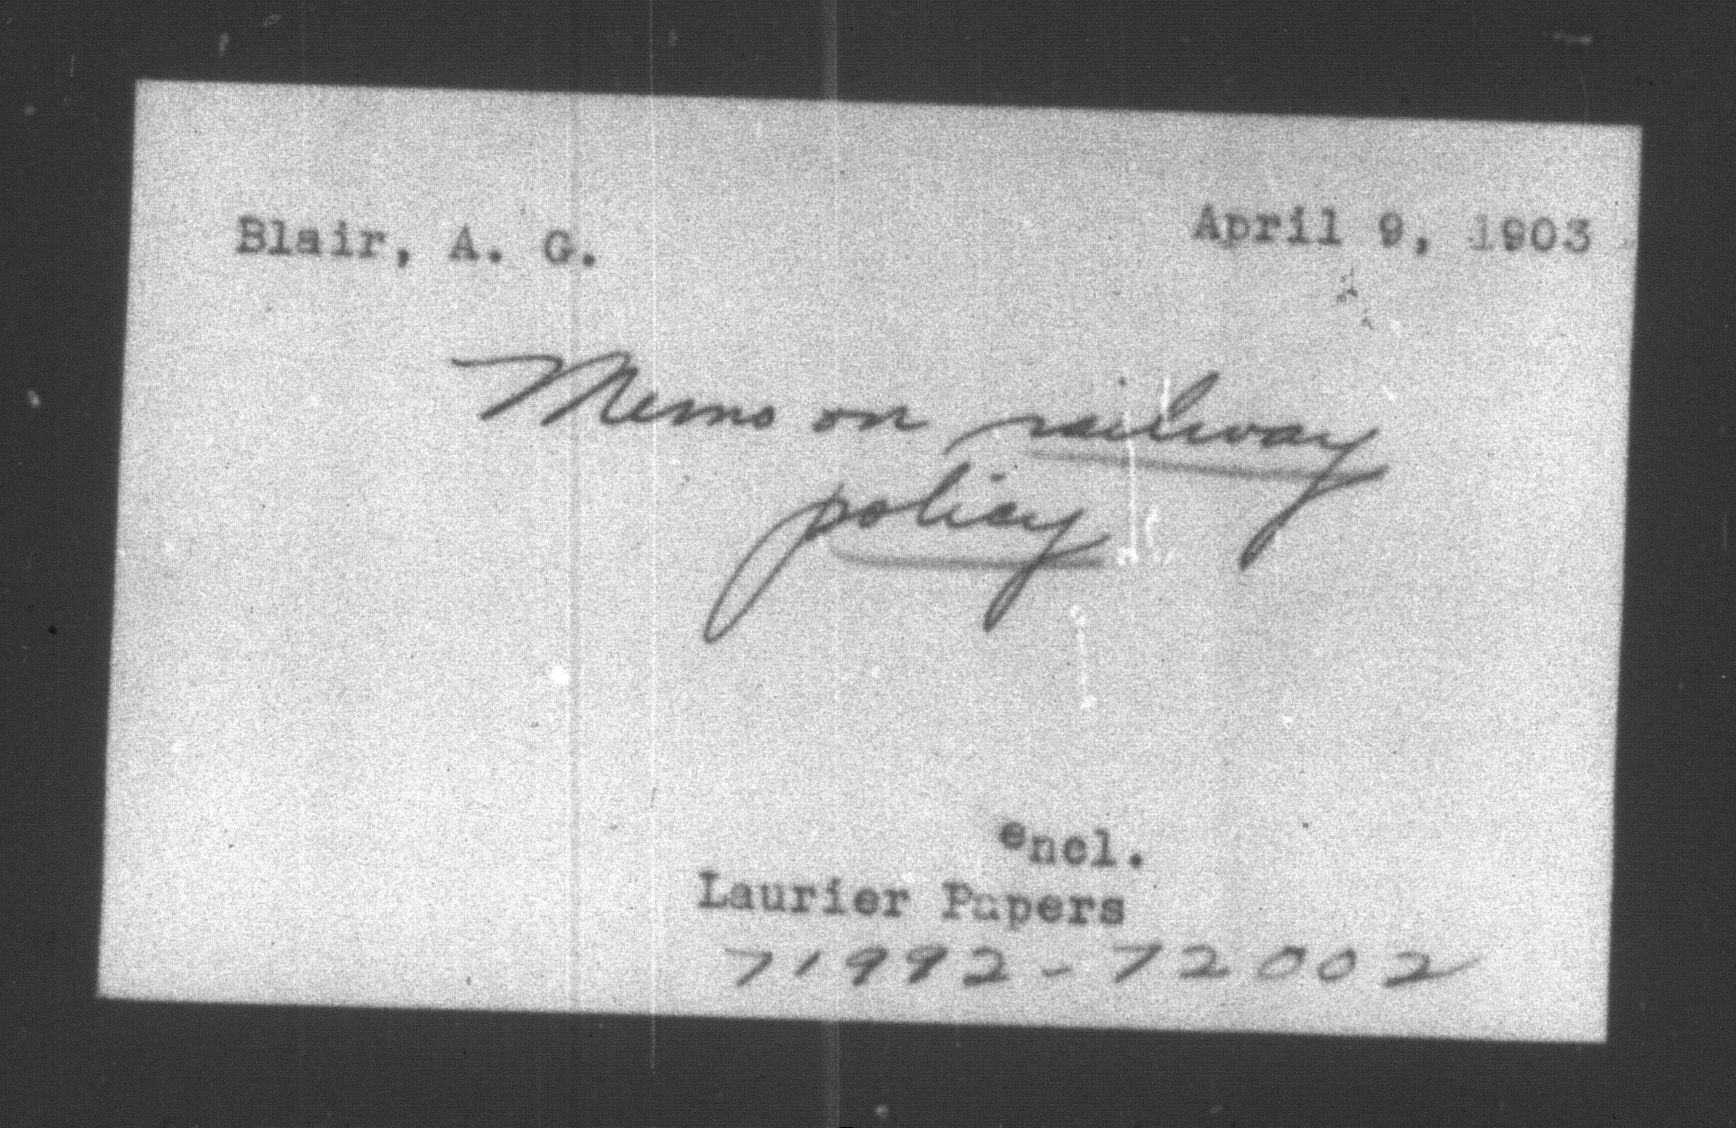 Blair, A. G. April 9, 1903
Memo on railway
policy
encl.
Laurier Papers
71992-72002